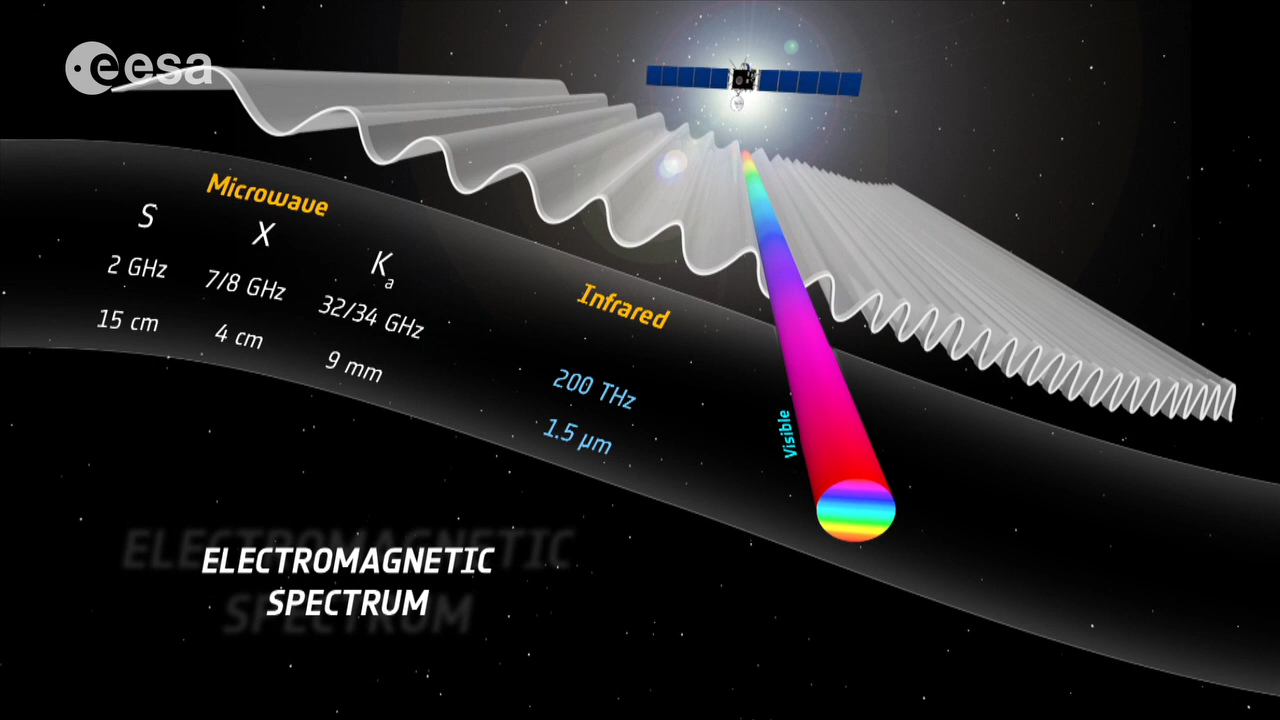 eesa
Microwave
S
X
Ka
2 GHz
7/8 GHz
32/34 GHz
15 cm
4 cm
9 mm
Infrared
200 THz
1.5 µm
Visible
ELECTROMAGNETIC
SPECTRUM